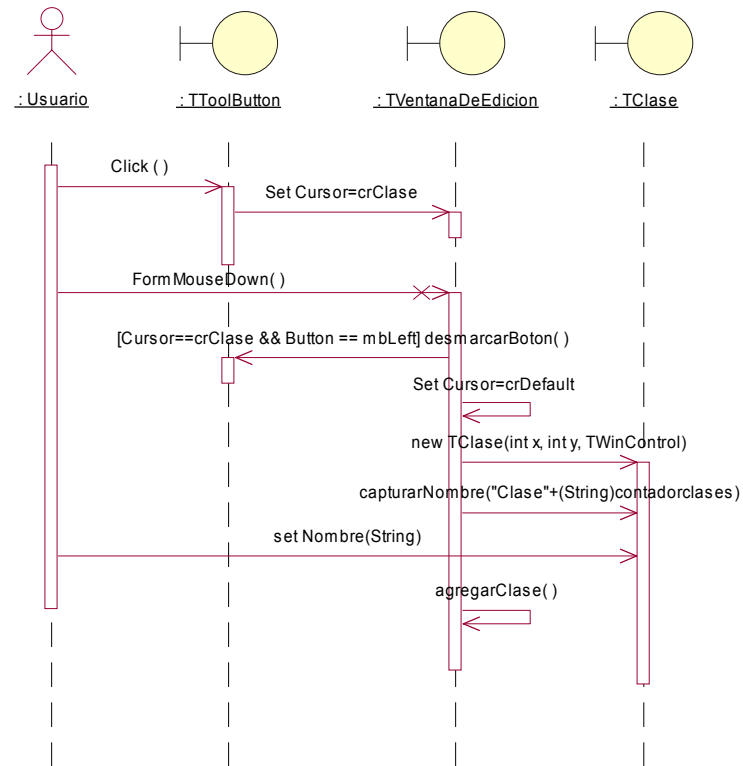 : Usuario
: TToolButton
: TVentanaDeEdicion
: TClase
Click ( )
Set Cursor=crClase
FormMouseDown( )
[Cursor==crClase && Button == mbLeft] desmarcarBoton( )
Set Cursor=crDefault
new TClase(int x, int y, TWinControl)
capturarNombre("Clase"+(String)contadorclases)
set Nombre(String)
agregarClase( )